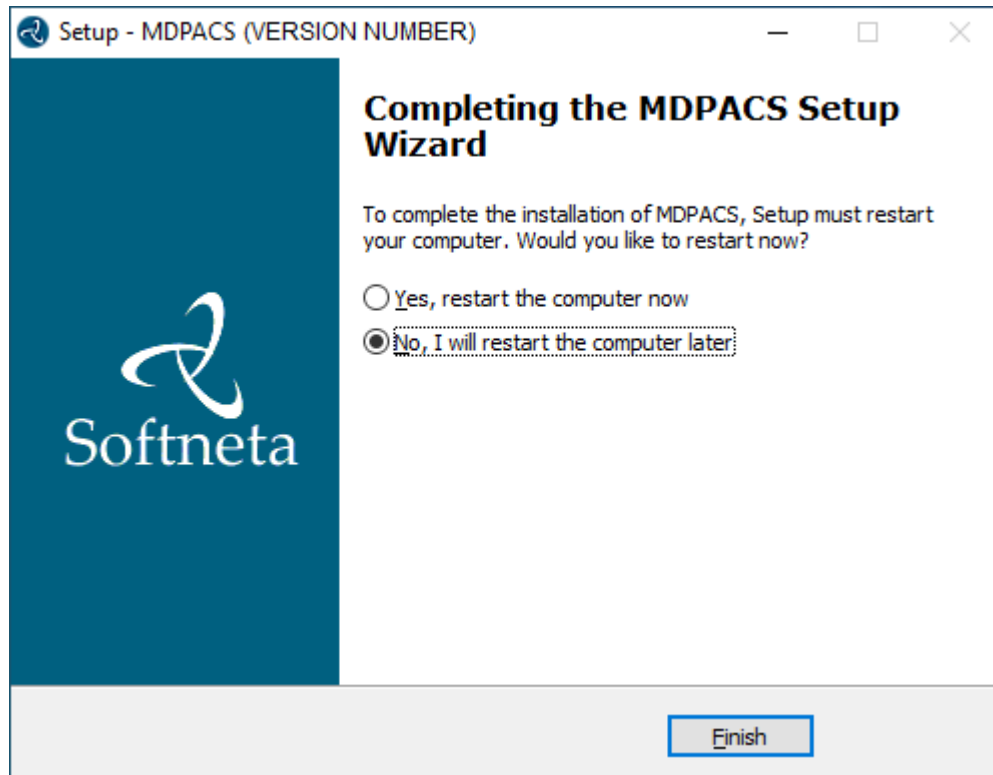 Setup - MDPACS (VERSION NUMBER)
Completing the MDPACS Setup
Wizard
To complete the installation of MDPACS, Setup must restart
your computer. Would you like to restart now?
Yes, restart the computer now
No, I will restart the computer later
Softneta
Finish